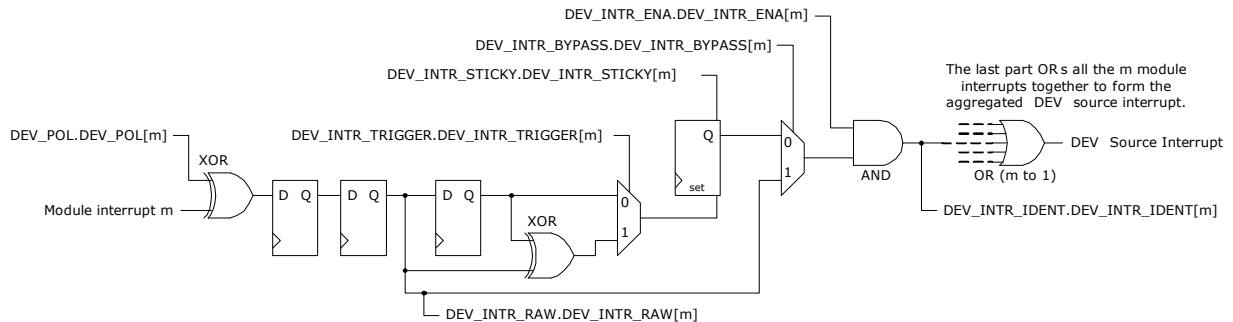 DEV_INTR_ENA.DEV_INTR_ENA[m]
DEV_INTR_BYPASS.DEV_INTR_BYPASS[m]
DEV_INTR_STICKY.DEV_INTR_STICKY[m]
The last part ORs all the m module
interrupts together to form the
aggregated DEV source interrupt.
DEV_POL.DEV_POL[m]
DEV_INTR_TRIGGER.DEV_INTR_TRIGGER[m]
Q
0
DEV Source Interrupt
XOR
1
AND
OR (m to 1)
set
D Q
D Q
D Q
0
Module interrupt m
DEV_INTR_IDENT.DEV_INTR_IDENT[m]
XOR
1
DEV_INTR_RAW.DEV_INTR_RAW[m]